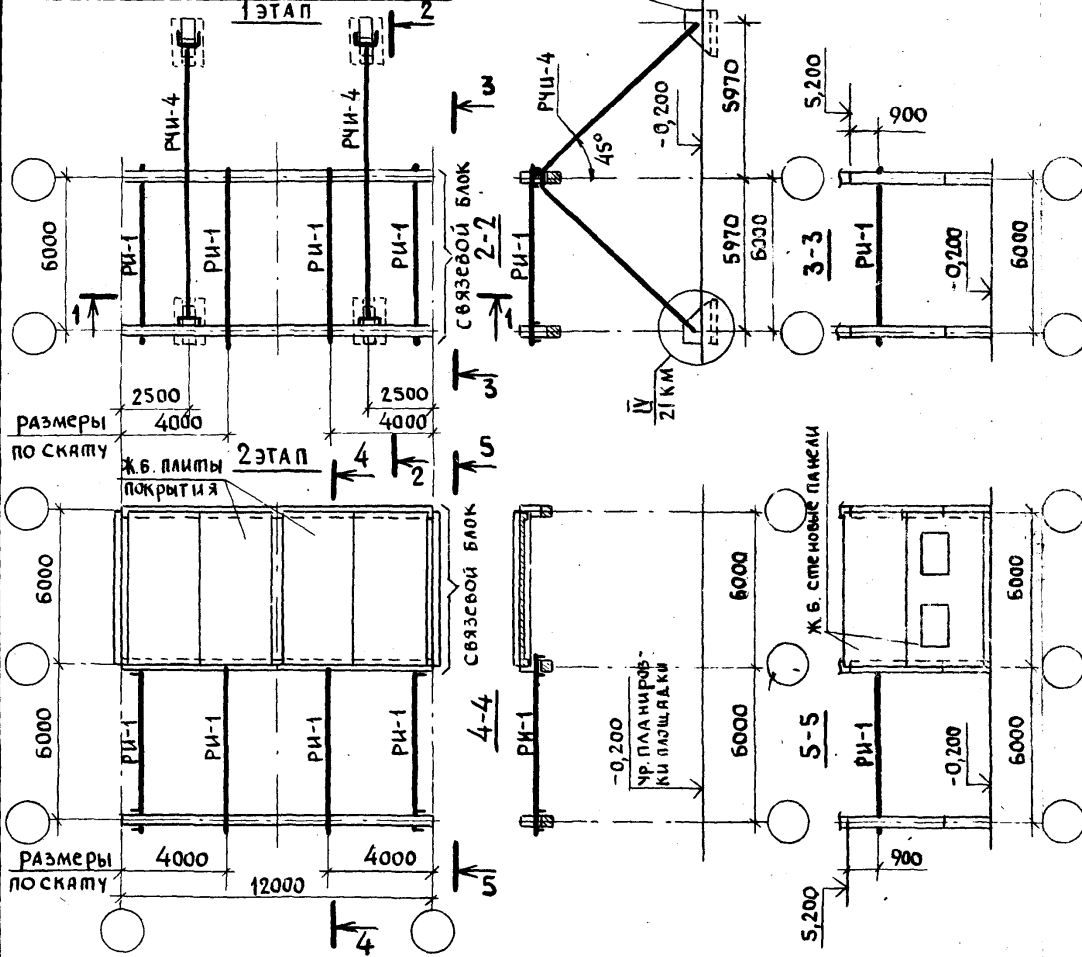 1 ЭТАП
2
РЧИ-4
РЧИ-4
3
6000
РИ-1
РИ-1
РИ-1
РИ-1
СВЯЗЕВОЙ БЛОК
1
1
2500
2500
4000
4000
РАЗМЕРЫ
ПО СКАТУ
3
2
2-2
РИ-1
РЧИ-4
45°
-0,200
5970
5970
6000
IV
21 КМ
3-3
5,200
900
РИ-1
-0,200
6000
2 ЭТАП
Ж.Б. ПЛИТЫ
ПОКРЫТИЯ
4
5
6000
6000
СВЯЗЕВОЙ БЛОК
РИ-1
РИ-1
РИ-1
РИ-1
РАЗМЕРЫ
ПО СКАТУ
4000
4000
12000
5
4
4-4
РИ-1
-0,200
УР. ПЛАНИРОВ-
КИ ПЛОЩАДКИ
6000
6000
5-5
Ж.Б. СТЕНОВЫЕ ПАНЕЛИ
РИ-1
-0,200
6000
6000
900
5,200